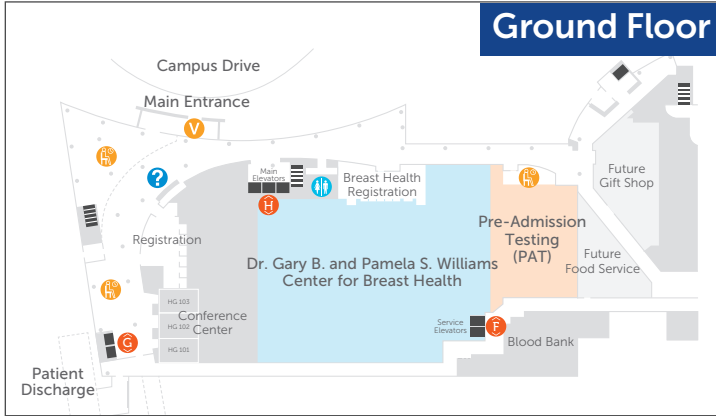 Ground Floor
Campus Drive
Main Entrance
V
?
Main
Elevators
H
Breast Health
Registration
Future
Gift Shop
Pre-Admission
Testing
(PAT)
Registration
Dr. Gary B. and Pamela S. Williams
Center for Breast Health
Future
Food Service
HG 103
Conference
Center
HG 102
HG 101
Service
Elevators
F
Blood Bank
G
Patient
Discharge